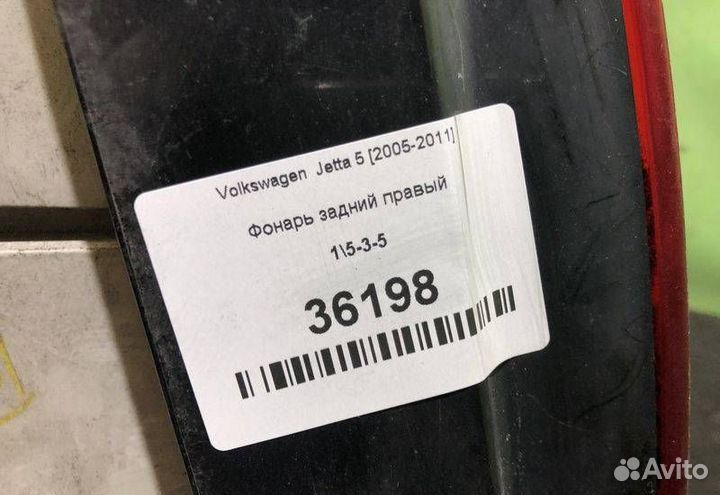 Volkswagen Jetta 5 [2005-2011]
Фонарь задний правый
1\5-3-5
36198
Avito